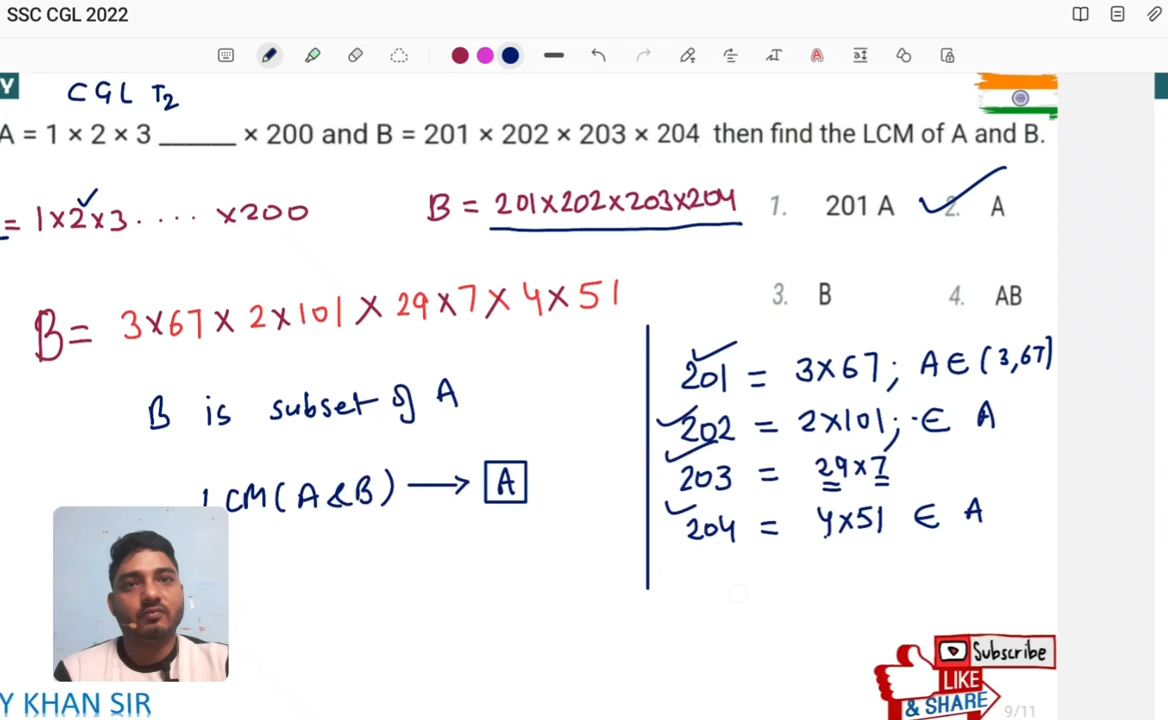 SSC CGL 2022
Y
CGL T2
A = 1 × 2 × 3 ______ × 200 and B = 201 × 202 × 203 × 204 then find the LCM of A and B.
= 1×2×3 .... ×200
B = 201×202×203×204
1. 201 A
2. A
3. B
4. AB
B = 3×67 × 2×101 × 29×7 × 4×51
B is subset of A
LCM(A&B) → A
201 = 3×67 ; A∈(3,67]
202 = 2×101 ; ·∈ A
203 = 29×7
204 = 4×51 ∈ A
Subscribe
LIKE
& SHARE
Y KHAN SIR
9/11